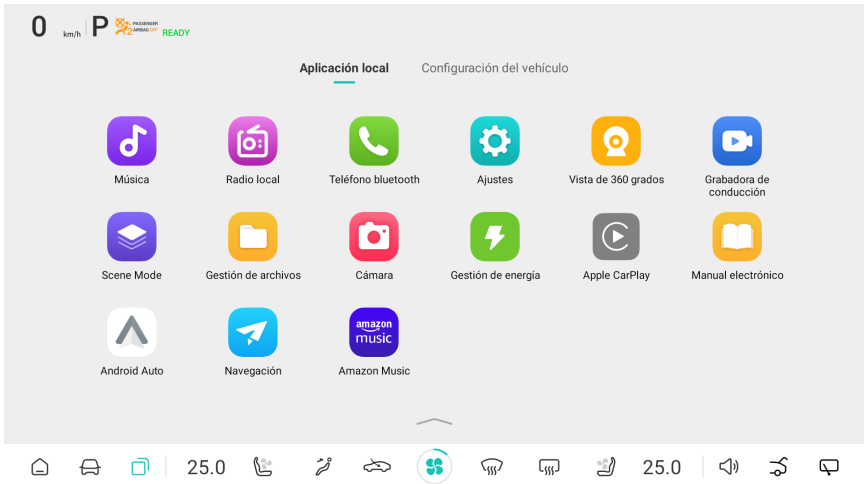 0 km/h P PASSENGER
AIRBAG OFF 2 READY
Aplicación local Configuración del vehículo
Música Radio local Teléfono bluetooth Ajustes Vista de 360 grados Grabadora de
conducción
Scene Mode Gestión de archivos Cámara Gestión de energía Apple CarPlay Manual electrónico
amazon
music
Android Auto Navegación Amazon Music
25.0 25.0